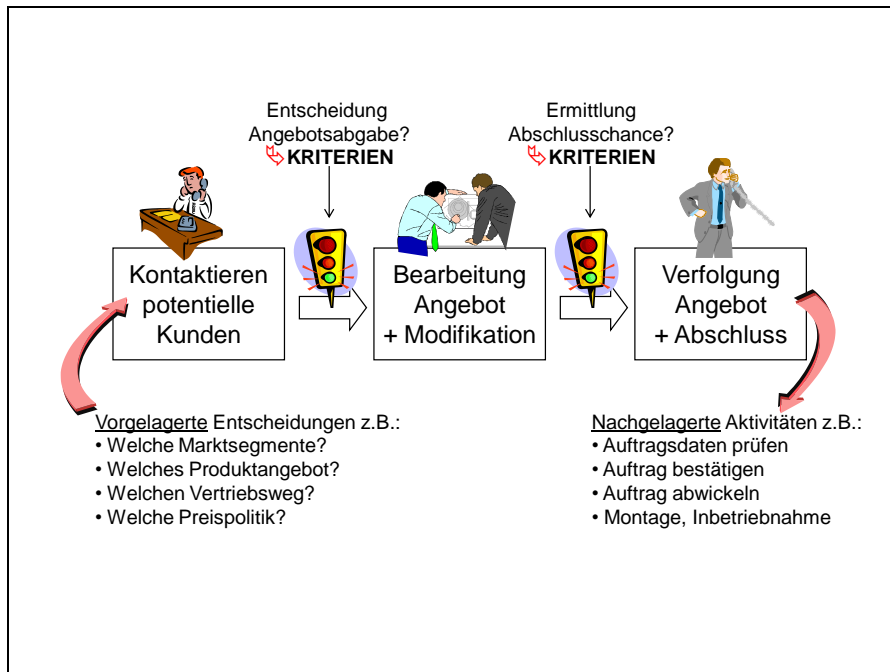 Entscheidung
Angebotsabgabe?
KRITERIEN
Ermittlung
Abschlusschance?
KRITERIEN
Kontaktieren
potentielle
Kunden
Bearbeitung
Angebot
+ Modifikation
Verfolgung
Angebot
+ Abschluss
Vorgelagerte Entscheidungen z.B.:
• Welche Marktsegmente?
• Welches Produktangebot?
• Welchen Vertriebsweg?
• Welche Preispolitik?
Nachgelagerte Aktivitäten z.B.:
• Auftragsdaten prüfen
• Auftrag bestätigen
• Auftrag abwickeln
• Montage, Inbetriebnahme